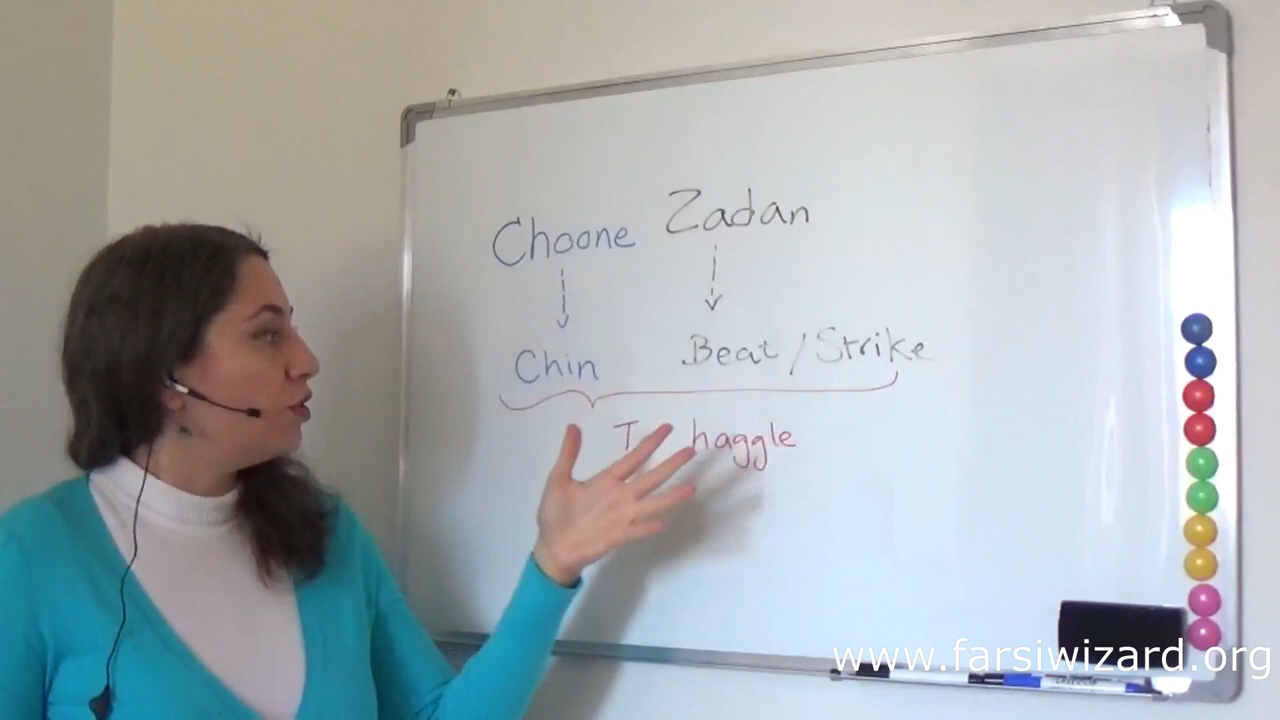 Choone Zadan
Chin Beat / Strike
To haggle
www.farsiwizard.org